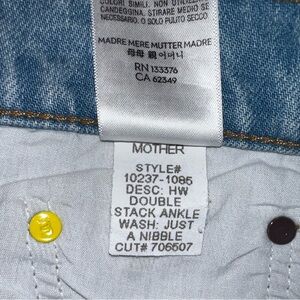 COLORI SIMILI. NON UTILIZZARE
CANDEGGINA. STIRARE MEDIO SE
NECESSARIO. O SOLO PULITO SECCO
MADRE MERE MUTTER MADRE
母母 親 어머니
RN 133376
CA 62349
MOTHER
STYLE#
10237-1085
DESC: HW
DOUBLE
STACK ANKLE
WASH: JUST
A NIBBLE
CUT# 706507